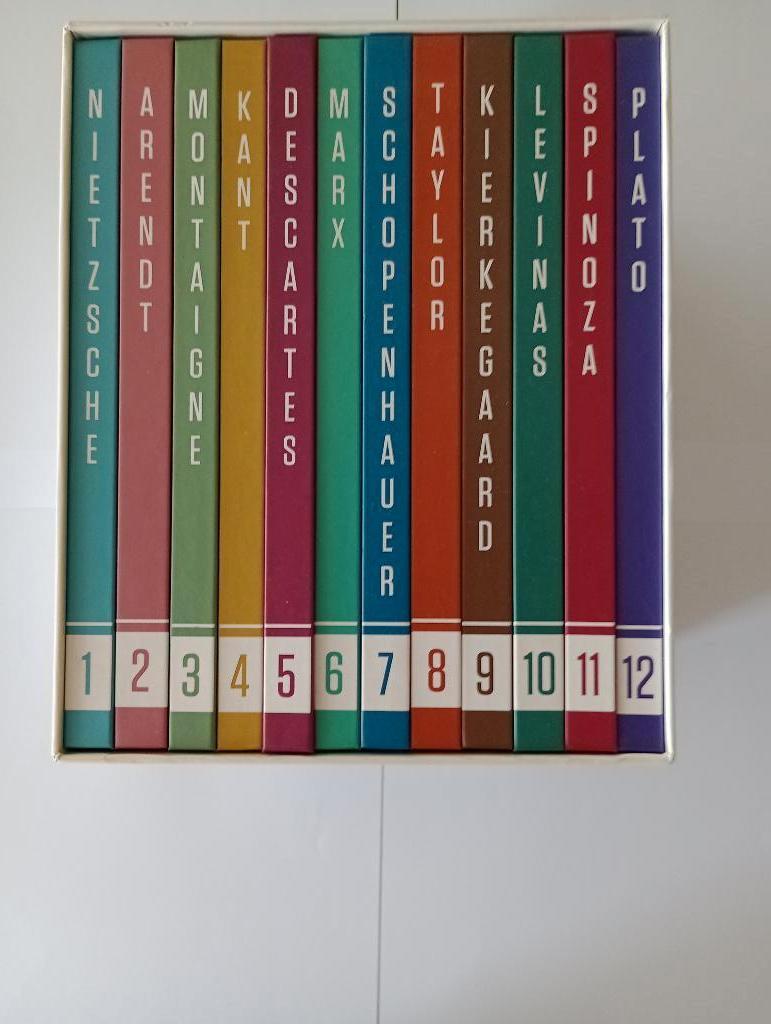 NIETZSCHE
ARENDT
MONTAIGNE
KANT
DESCARTES
MARX
SCHOPENHAUER
TAYLOR
KIERKEGAARD
LEVINAS
SPINOZA
PLATO
1
2
3
4
5
6
7
8
9
10
11
12